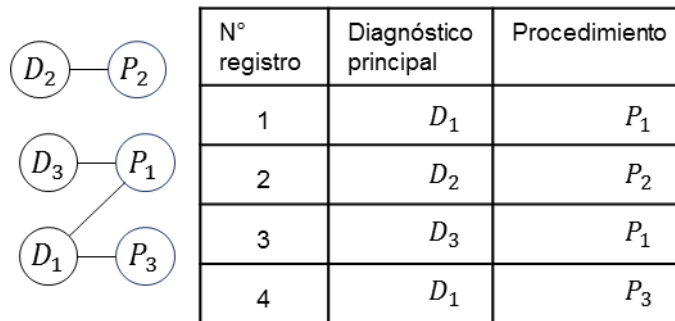 D₂ P₂
D₃ P₁
D₁ P₃
N° registro Diagnóstico principal Procedimiento
1 D₁ P₁
2 D₂ P₂
3 D₃ P₁
4 D₁ P₃